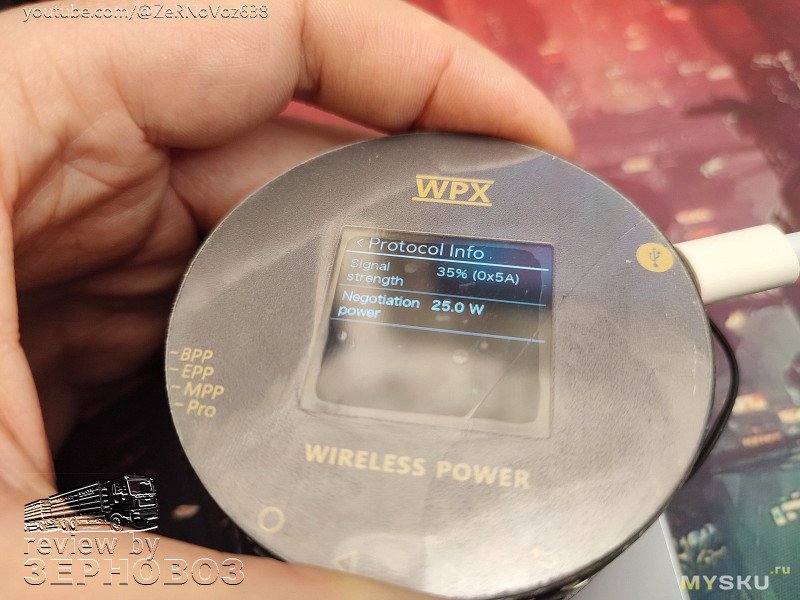 youtube.com/@ZeRNoVoz638
WPX
< Protocol Info
Signal strength 35% (0x5A)
Negotiation power 25.0 W
-BPP
-EPP
-MPP
-Pro
WIRELESS POWER
review by
ЗЕРНОВОЗ
MYSKU.ru